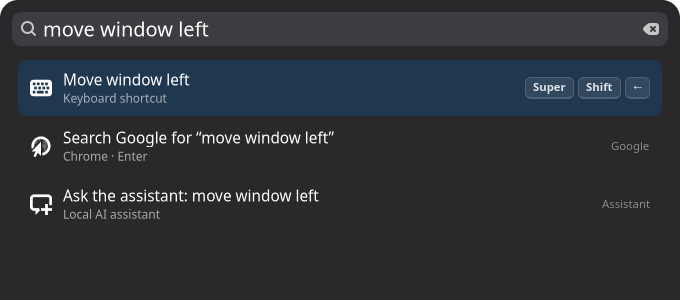 move window left
Move window left
Keyboard shortcut
Super Shift ←
Search Google for “move window left”
Chrome · Enter
Google
Ask the assistant: move window left
Local AI assistant
Assistant